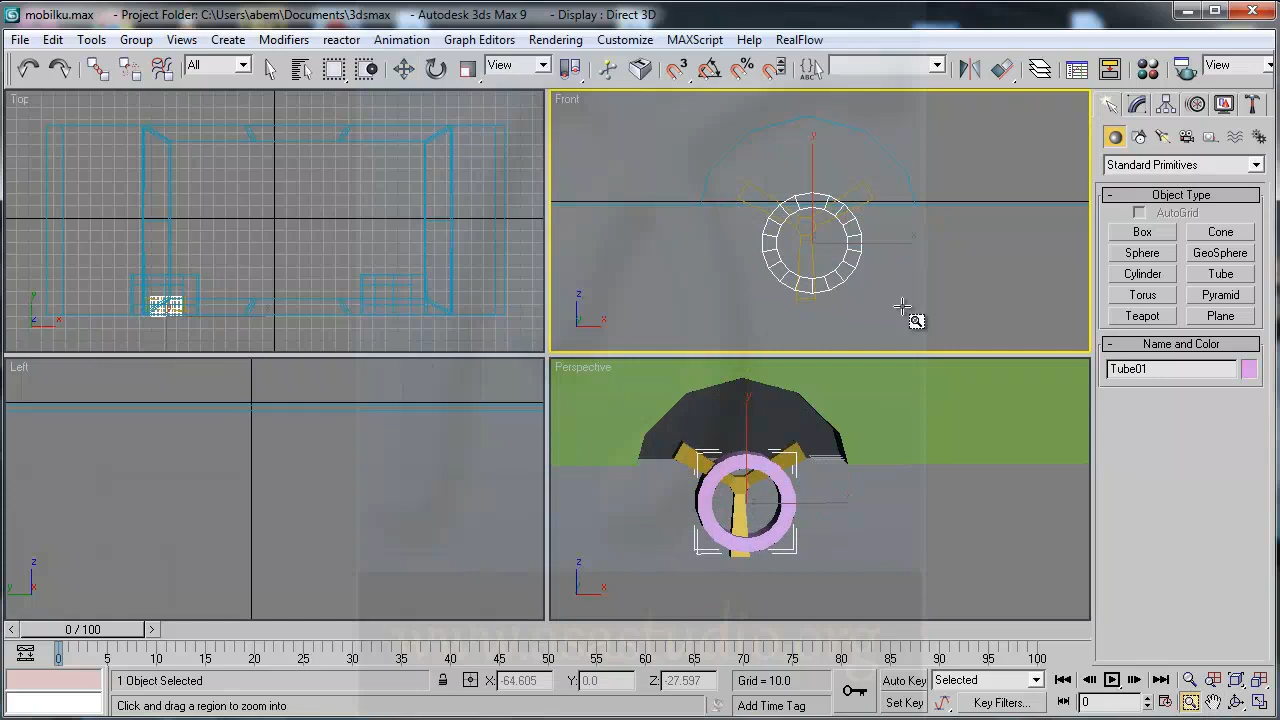 mobilku.max - Project Folder: C:\Users\abem\Documents\3dsmax - Autodesk 3ds Max 9 - Display : Direct 3D
File Edit Tools Group Views Create Modifiers reactor Animation Graph Editors Rendering Customize MAXScript Help RealFlow
All View 3 % ABC View
Top Front
y
x
z
y
z x
y x
Standard Primitives
- Object Type
AutoGrid
Box Cone
Sphere GeoSphere
Cylinder Tube
Torus Pyramid
Teapot Plane
- Name and Color
Tube01
Left Perspective
y
z
y x
z
x
< 0 / 100 >
0 5 10 15 20 25 30 35 40 45 50 55 60 65 70 75 80 85 90 95 100
1 Object Selected X: -64.605 Y: 0.0 Z: -27.597 Grid = 10.0 Auto Key Selected
Click and drag a region to zoom into Add Time Tag Set Key Key Filters... 0